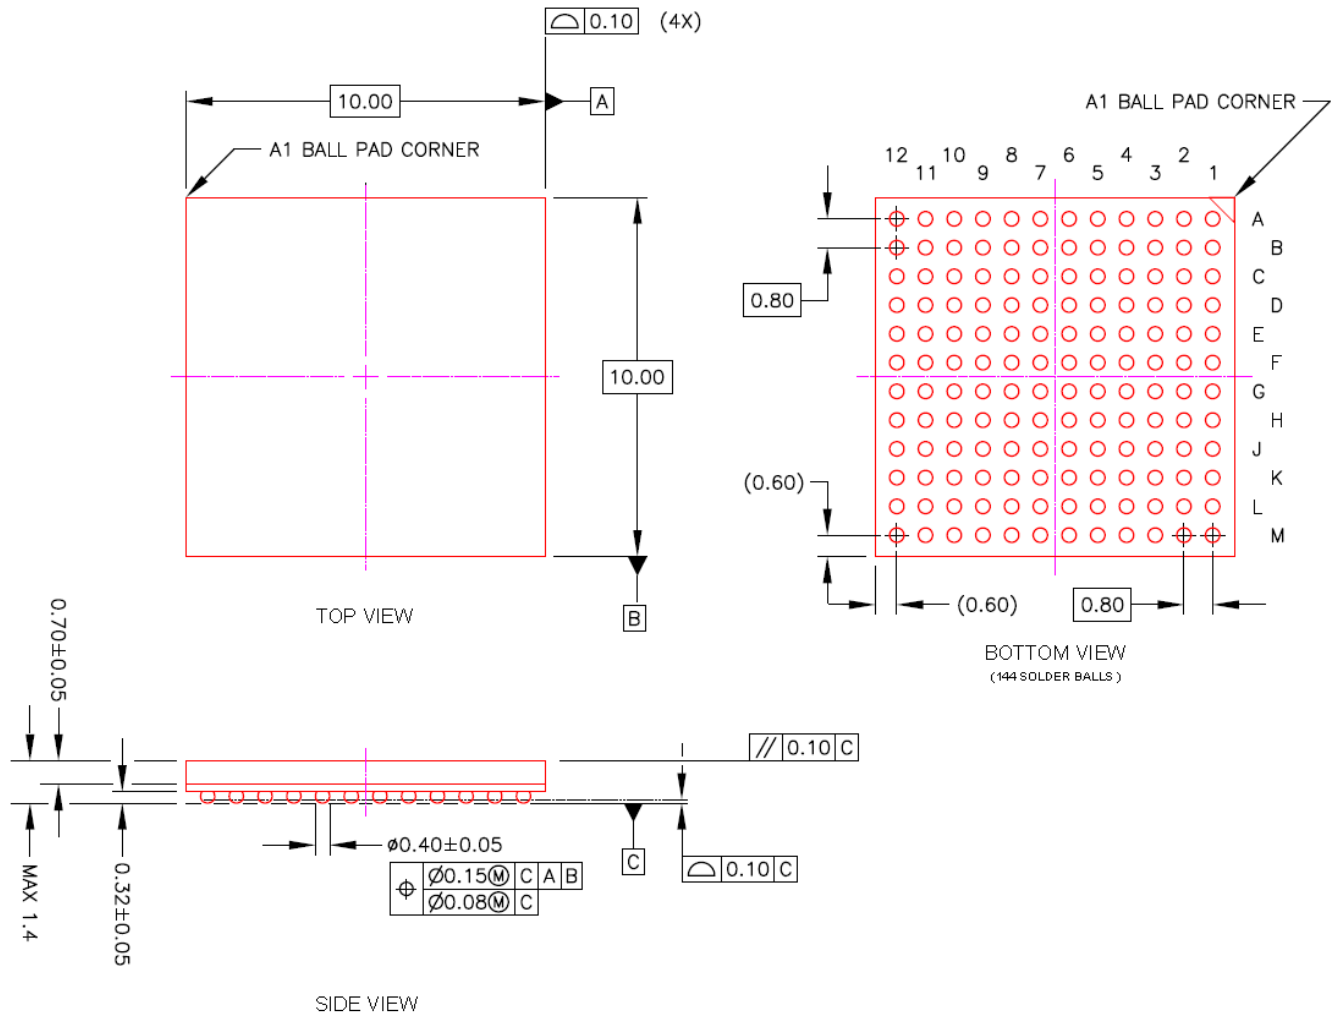 ⌓ 0.10 (4X)
10.00 A
A1 BALL PAD CORNER
10.00
B
TOP VIEW
A1 BALL PAD CORNER
12 10 8 6 4 2
11 9 7 5 3 1
A
B
C
D
E
F
G
H
J
K
L
M
0.80
(0.60)
(0.60) 0.80
BOTTOM VIEW
(144 SOLDER BALLS)
0.70±0.05
MAX 1.4
0.32±0.05
// 0.10 C
Ø0.40±0.05
⌖ Ø0.15Ⓜ C A B
Ø0.08Ⓜ C
C
⌓ 0.10 C
SIDE VIEW